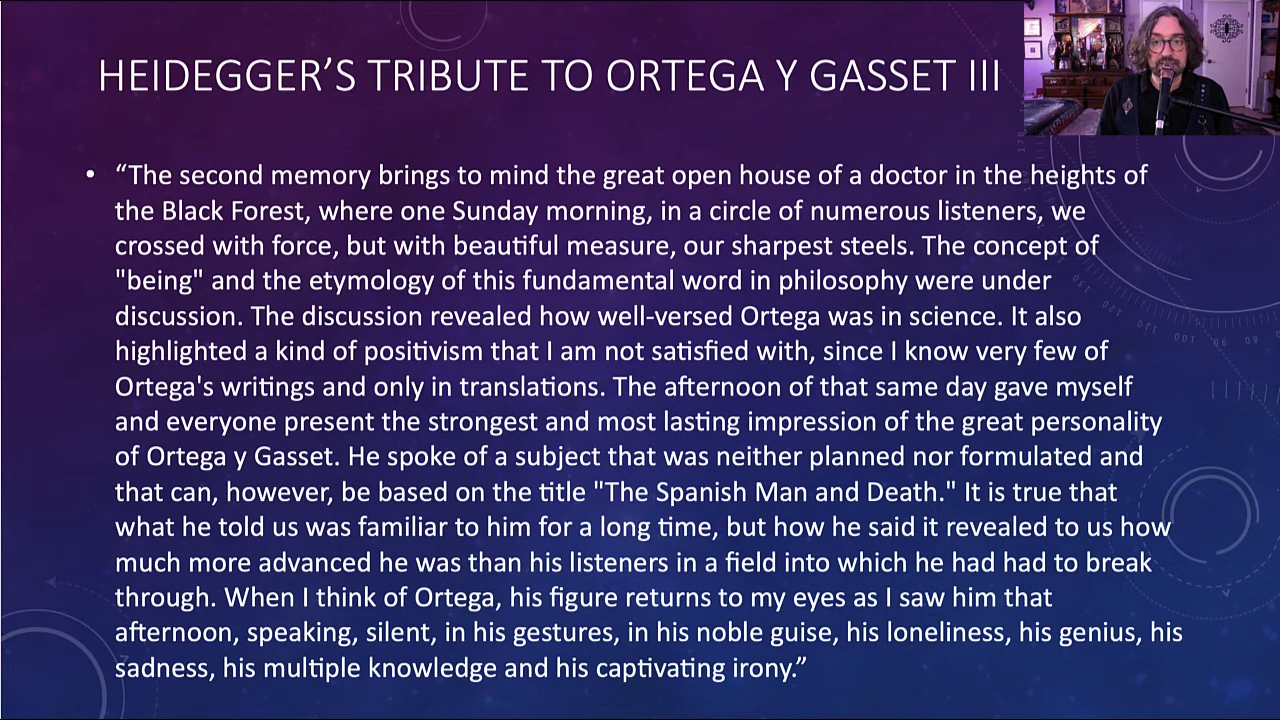 HEIDEGGER’S TRIBUTE TO ORTEGA Y GASSET III
• “The second memory brings to mind the great open house of a doctor in the heights of
the Black Forest, where one Sunday morning, in a circle of numerous listeners, we
crossed with force, but with beautiful measure, our sharpest steels. The concept of
"being" and the etymology of this fundamental word in philosophy were under
discussion. The discussion revealed how well-versed Ortega was in science. It also
highlighted a kind of positivism that I am not satisfied with, since I know very few of
Ortega's writings and only in translations. The afternoon of that same day gave myself
and everyone present the strongest and most lasting impression of the great personality
of Ortega y Gasset. He spoke of a subject that was neither planned nor formulated and
that can, however, be based on the title "The Spanish Man and Death." It is true that
what he told us was familiar to him for a long time, but how he said it revealed to us how
much more advanced he was than his listeners in a field into which he had had to break
through. When I think of Ortega, his figure returns to my eyes as I saw him that
afternoon, speaking, silent, in his gestures, in his noble guise, his loneliness, his genius, his
sadness, his multiple knowledge and his captivating irony.”